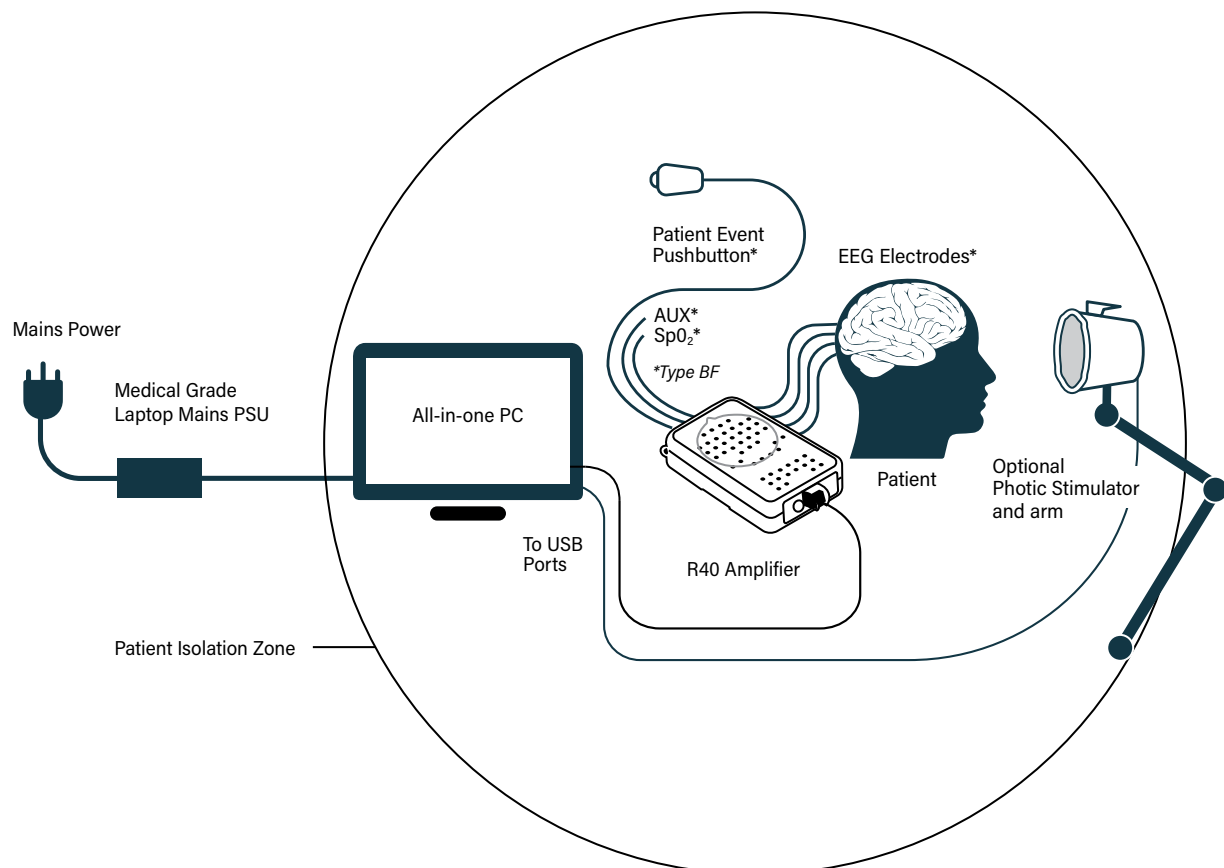 Patient Event
Pushbutton*
EEG Electrodes*
AUX*
Sp0₂*
*Type BF
Mains Power
Medical Grade
Laptop Mains PSU
All-in-one PC
Patient
Optional
Photic Stimulator
and arm
To USB
Ports
R40 Amplifier
Patient Isolation Zone